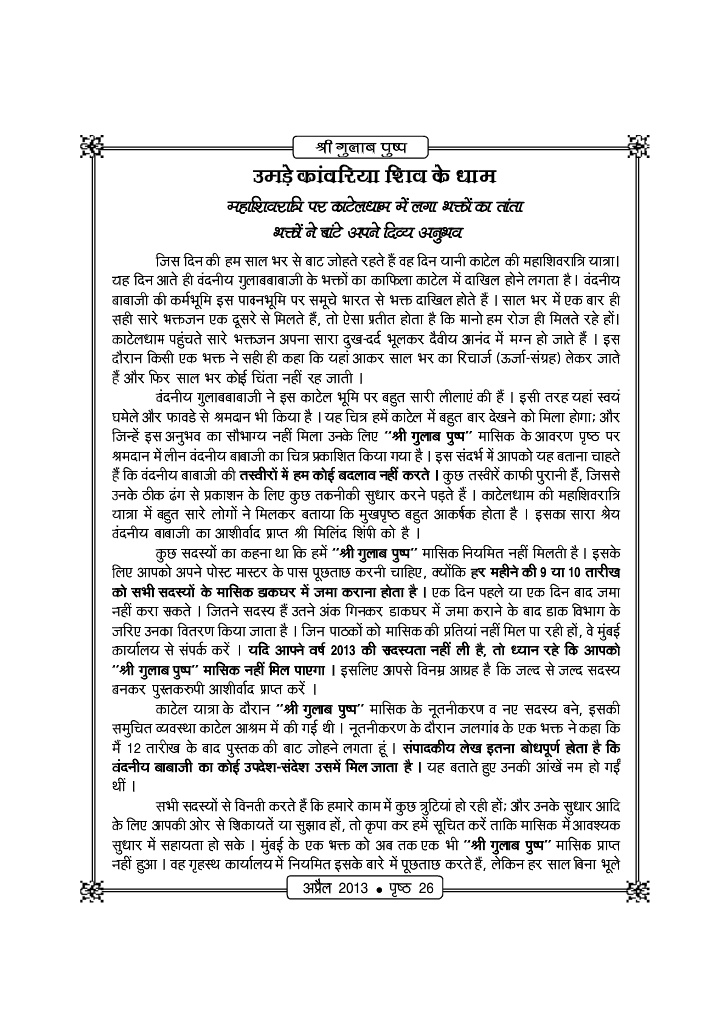 श्री गुलाब पुष्प
उमड़े कांवरिया शिव के धाम
महाशिवरात्रि पर काटेलधाम में लगा भक्तों का तांता
भक्तों ने बांटे अपने दिव्य अनुभव
जिस दिन की हम साल भर से बाट जोहते रहते हैं वह दिन यानी काटेल की महाशिवरात्रि यात्रा।
यह दिन आते ही वंदनीय गुलाबबाबाजी के भक्तों का काफिला काटेल में दाखिल होने लगता है । वंदनीय
बाबाजी की कर्मभूमि इस पावनभूमि पर समूचे भारत से भक्त दाखिल होते हैं । साल भर में एक बार ही
सही सारे भक्तजन एक दूसरे से मिलते हैं, तो ऐसा प्रतीत होता है कि मानो हम रोज ही मिलते रहे हों।
काटेलधाम पहुंचते सारे भक्तजन अपना सारा दुख-दर्द भूलकर दैवीय आनंद में मग्न हो जाते हैं । इस
दौरान किसी एक भक्त ने सही ही कहा कि यहां आकर साल भर का रिचार्ज (ऊर्जा-संग्रह) लेकर जाते
हैं और फिर साल भर कोई चिंता नहीं रह जाती ।
वंदनीय गुलाबबाबाजी ने इस काटेल भूमि पर बहुत सारी लीलाएं की हैं । इसी तरह यहां स्वयं
घमेले और फावड़े से श्रमदान भी किया है । यह चित्र हमें काटेल में बहुत बार देखने को मिला होगा; और
जिन्हें इस अनुभव का सौभाग्य नहीं मिला उनके लिए ‘‘श्री गुलाब पुष्प’’ मासिक के आवरण पृष्ठ पर
श्रमदान में लीन वंदनीय बाबाजी का चित्र प्रकाशित किया गया है । इस संदर्भ में आपको यह बताना चाहते
हैं कि वंदनीय बाबाजी की तस्वीरों में हम कोई बदलाव नहीं करते । कुछ तस्वीरें काफी पुरानी हैं, जिससे
उनके ठीक ढंग से प्रकाशन के लिए कुछ तकनीकी सुधार करने पड़ते हैं । काटेलधाम की महाशिवरात्रि
यात्रा में बहुत सारे लोगों ने मिलकर बताया कि मुखपृष्ठ बहुत आकर्षक होता है । इसका सारा श्रेय
वंदनीय बाबाजी का आशीर्वाद प्राप्त श्री मिलिंद शिंपी को है ।
कुछ सदस्यों का कहना था कि हमें ‘‘श्री गुलाब पुष्प’’ मासिक नियमित नहीं मिलती है । इसके
लिए आपको अपने पोस्ट मास्टर के पास पूछताछ करनी चाहिए, क्योंकि हर महीने की 9 या 10 तारीख
को सभी सदस्यों के मासिक डाकघर में जमा कराना होता है । एक दिन पहले या एक दिन बाद जमा
नहीं करा सकते । जितने सदस्य हैं उतने अंक गिनकर डाकघर में जमा कराने के बाद डाक विभाग के
जरिए उनका वितरण किया जाता है । जिन पाठकों को मासिक की प्रतियां नहीं मिल पा रही हों, वे मुंबई
कार्यालय से संपर्क करें । यदि आपने वर्ष 2013 की सदस्यता नहीं ली है, तो ध्यान रहे कि आपको
‘‘श्री गुलाब पुष्प’’ मासिक नहीं मिल पाएगा । इसलिए आपसे विनम्र आग्रह है कि जल्द से जल्द सदस्य
बनकर पुस्तकरुपी आशीर्वाद प्राप्त करें ।
काटेल यात्रा के दौरान ‘‘श्री गुलाब पुष्प’’ मासिक के नूतनीकरण व नए सदस्य बने, इसकी
समुचित व्यवस्था काटेल आश्रम में की गई थी । नूतनीकरण के दौरान जलगांव के एक भक्त ने कहा कि
मैं 12 तारीख के बाद पुस्तक की बाट जोहने लगता हूं । संपादकीय लेख इतना बोधपूर्ण होता है कि
वंदनीय बाबाजी का कोई उपदेश-संदेश उसमें मिल जाता है । यह बताते हुए उनकी आंखें नम हो गईं
थीं ।
सभी सदस्यों से विनती करते हैं कि हमारे काम में कुछ त्रुटियां हो रही हों; और उनके सुधार आदि
के लिए आपकी ओर से शिकायतें या सुझाव हों, तो कृपा कर हमें सूचित करें ताकि मासिक में आवश्यक
सुधार में सहायता हो सके । मुंबई के एक भक्त को अब तक एक भी ‘‘श्री गुलाब पुष्प’’ मासिक प्राप्त
नहीं हुआ । वह गृहस्थ कार्यालय में नियमित इसके बारे में पूछताछ करते हैं, लेकिन हर साल बिना भूले
अप्रैल 2013 • पृष्ठ 26